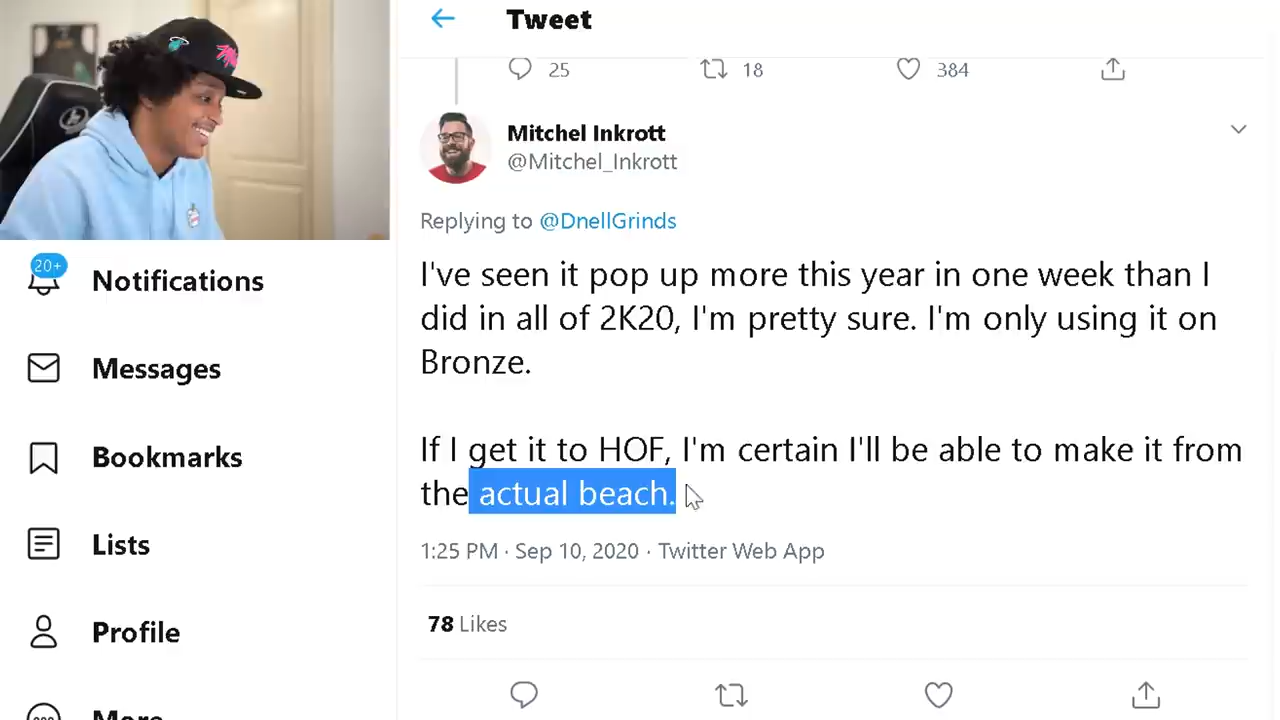 Tweet
25 18 384
Mitchel Inkrott
@Mitchel_Inkrott
Replying to @DnellGrinds
I've seen it pop up more this year in one week than I
did in all of 2K20, I'm pretty sure. I'm only using it on
Bronze.
If I get it to HOF, I'm certain I'll be able to make it from
the actual beach.
1:25 PM · Sep 10, 2020 · Twitter Web App
78 Likes
20+
Notifications
Messages
Bookmarks
Lists
Profile
More